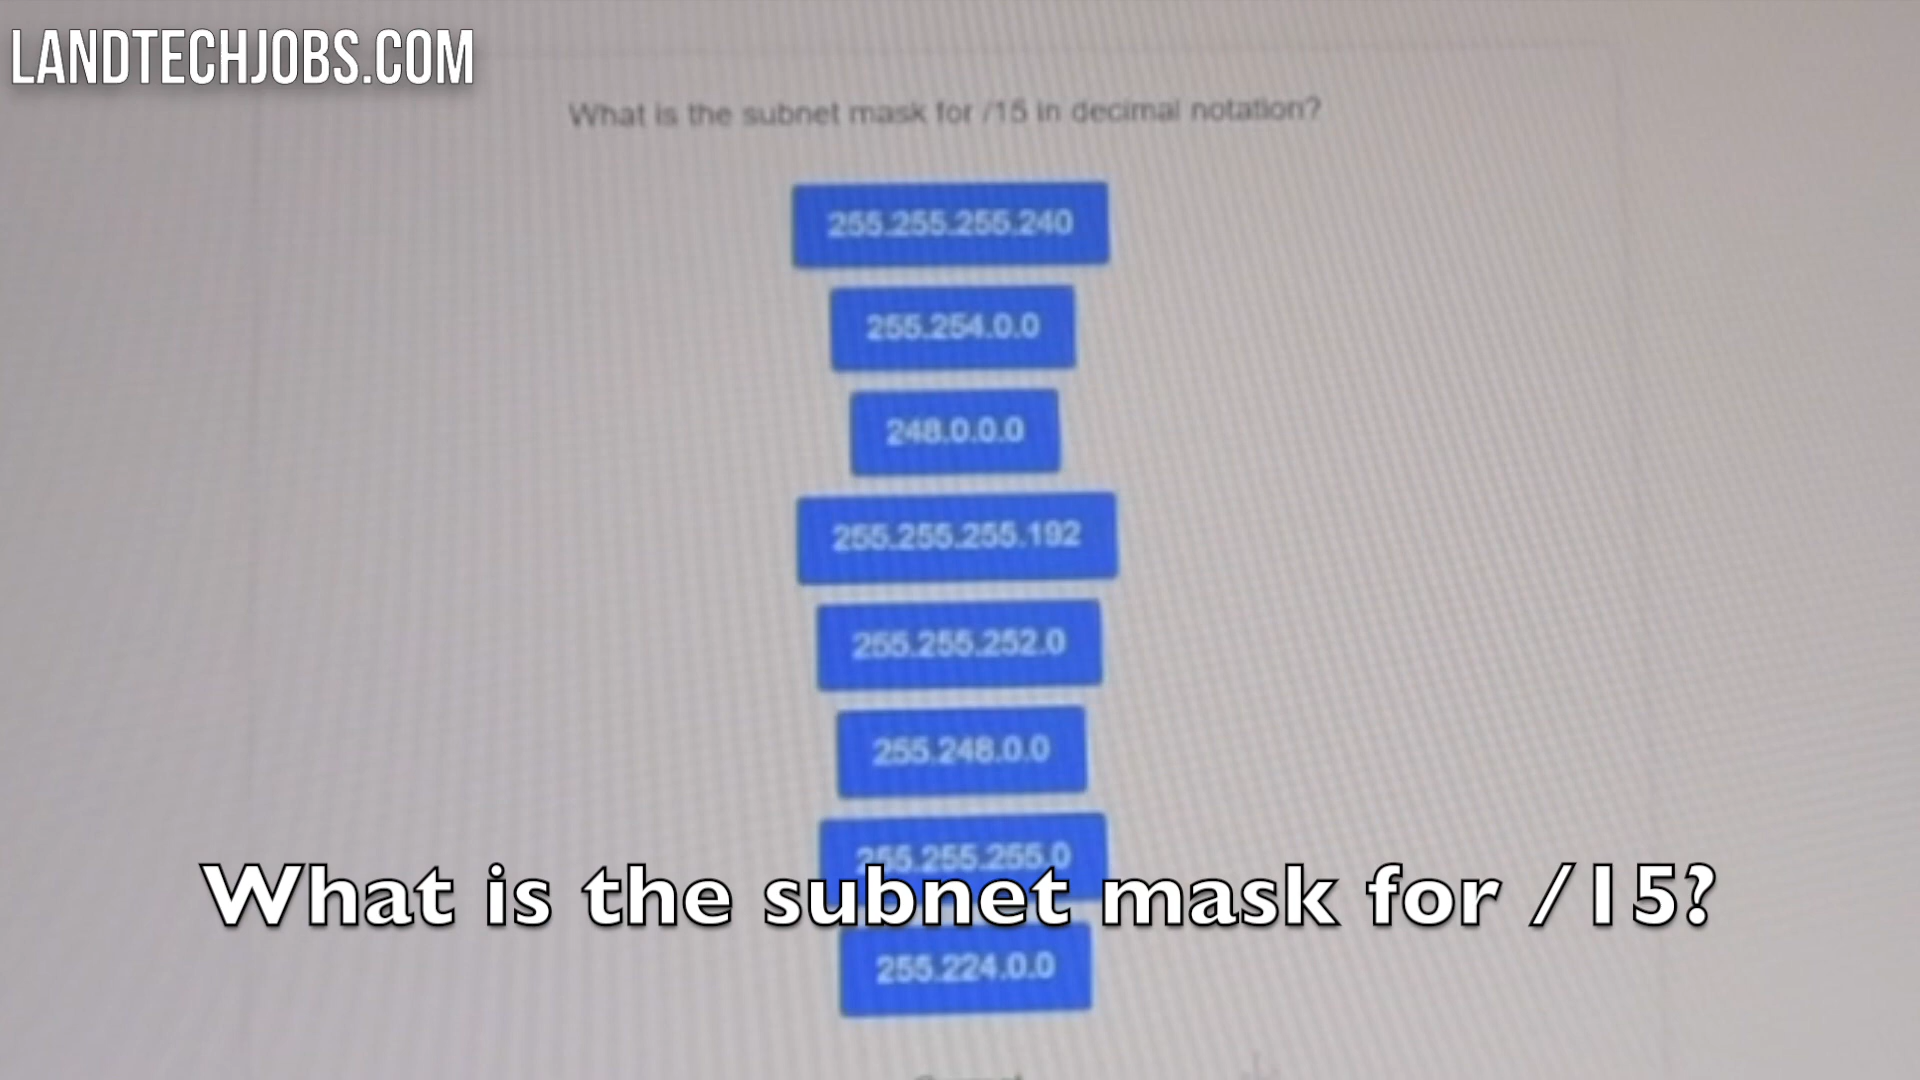 LANDTECHJOBS.COM
What is the subnet mask for /15 in decimal notation?
255.255.255.240
255.254.0.0
248.0.0.0
255.255.255.192
255.255.252.0
255.248.0.0
255.255.255.0
What is the subnet mask for /15?
255.224.0.0